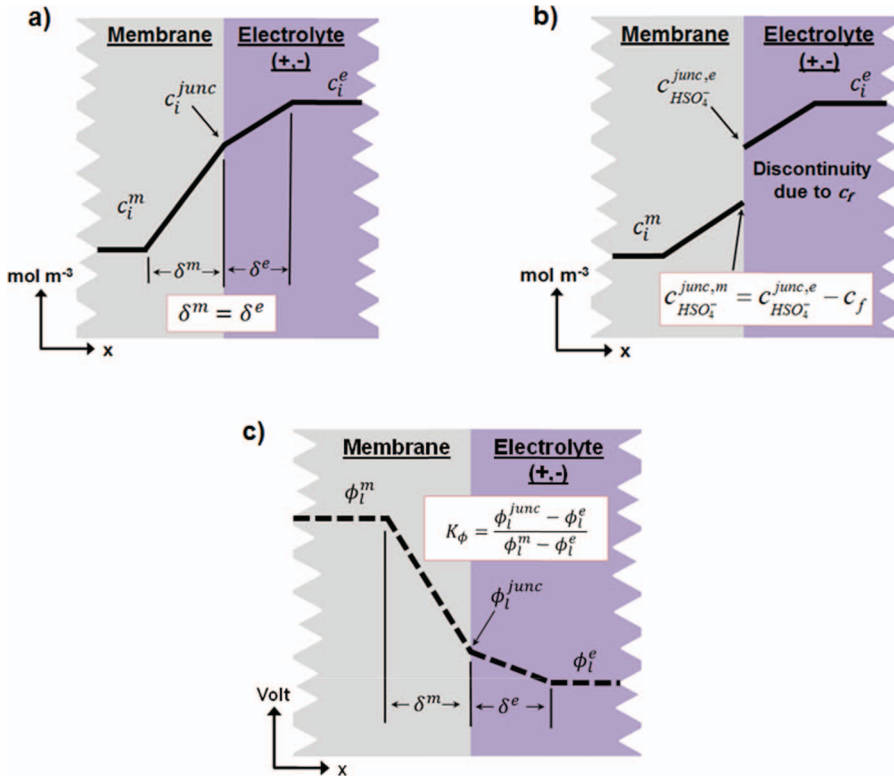 a)
Membrane Electrolyte
(+,-)
c_i^{junc}
c_i^e
c_i^m
← δ^m → ← δ^e →
δ^m = δ^e
mol m⁻³
x
b)
Membrane Electrolyte
(+,-)
c_{HSO_4^-}^{junc,e}
c_i^e
Discontinuity
due to c_f
c_i^m
mol m⁻³
c_{HSO_4^-}^{junc,m} = c_{HSO_4^-}^{junc,e} − c_f
x
c)
Membrane Electrolyte
(+,-)
ϕ_l^m
K_ϕ = \frac{ϕ_l^{junc} − ϕ_l^e}{ϕ_l^m − ϕ_l^e}
ϕ_l^{junc}
ϕ_l^e
Volt
← δ^m → ← δ^e →
x